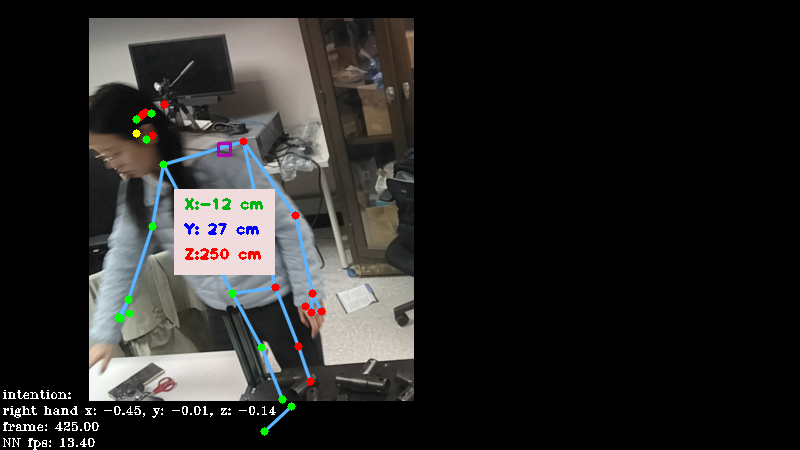 X:-12 cm
Y: 27 cm
Z:250 cm
intention:
right hand x: -0.45, y: -0.01, z: -0.14
frame: 425.00
NN fps: 13.40